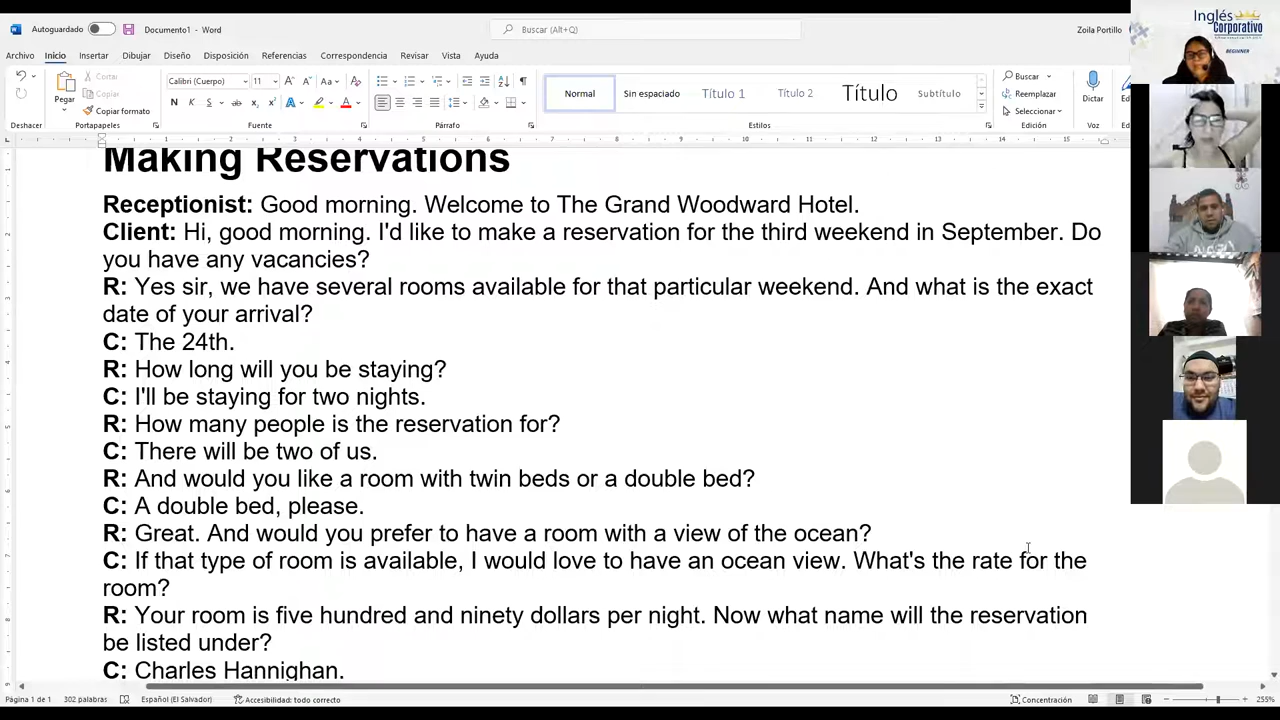 Autoguardado
Documento1 - Word
Buscar (Alt+Q)
Zoila Portillo
Inglés
Corporativo
BEGINNER
Archivo Inicio Insertar Dibujar Diseño Disposición Referencias Correspondencia Revisar Vista Ayuda
Pegar
Cortar
Copiar
Copiar formato
Calibri (Cuerpo) 11
Normal
Sin espaciado
Título 1
Título 2
Título
Subtítulo
Buscar
Reemplazar
Seleccionar
Dictar
Deshacer Portapapeles Fuente Párrafo Estilos Edición Voz
Making Reservations
Receptionist: Good morning. Welcome to The Grand Woodward Hotel.
Client: Hi, good morning. I'd like to make a reservation for the third weekend in September. Do
you have any vacancies?
R: Yes sir, we have several rooms available for that particular weekend. And what is the exact
date of your arrival?
C: The 24th.
R: How long will you be staying?
C: I'll be staying for two nights.
R: How many people is the reservation for?
C: There will be two of us.
R: And would you like a room with twin beds or a double bed?
C: A double bed, please.
R: Great. And would you prefer to have a room with a view of the ocean?
C: If that type of room is available, I would love to have an ocean view. What's the rate for the
room?
R: Your room is five hundred and ninety dollars per night. Now what name will the reservation
be listed under?
C: Charles Hannighan.
Página 1 de 1 302 palabras Español (El Salvador) Accesibilidad: todo correcto Concentración 255%